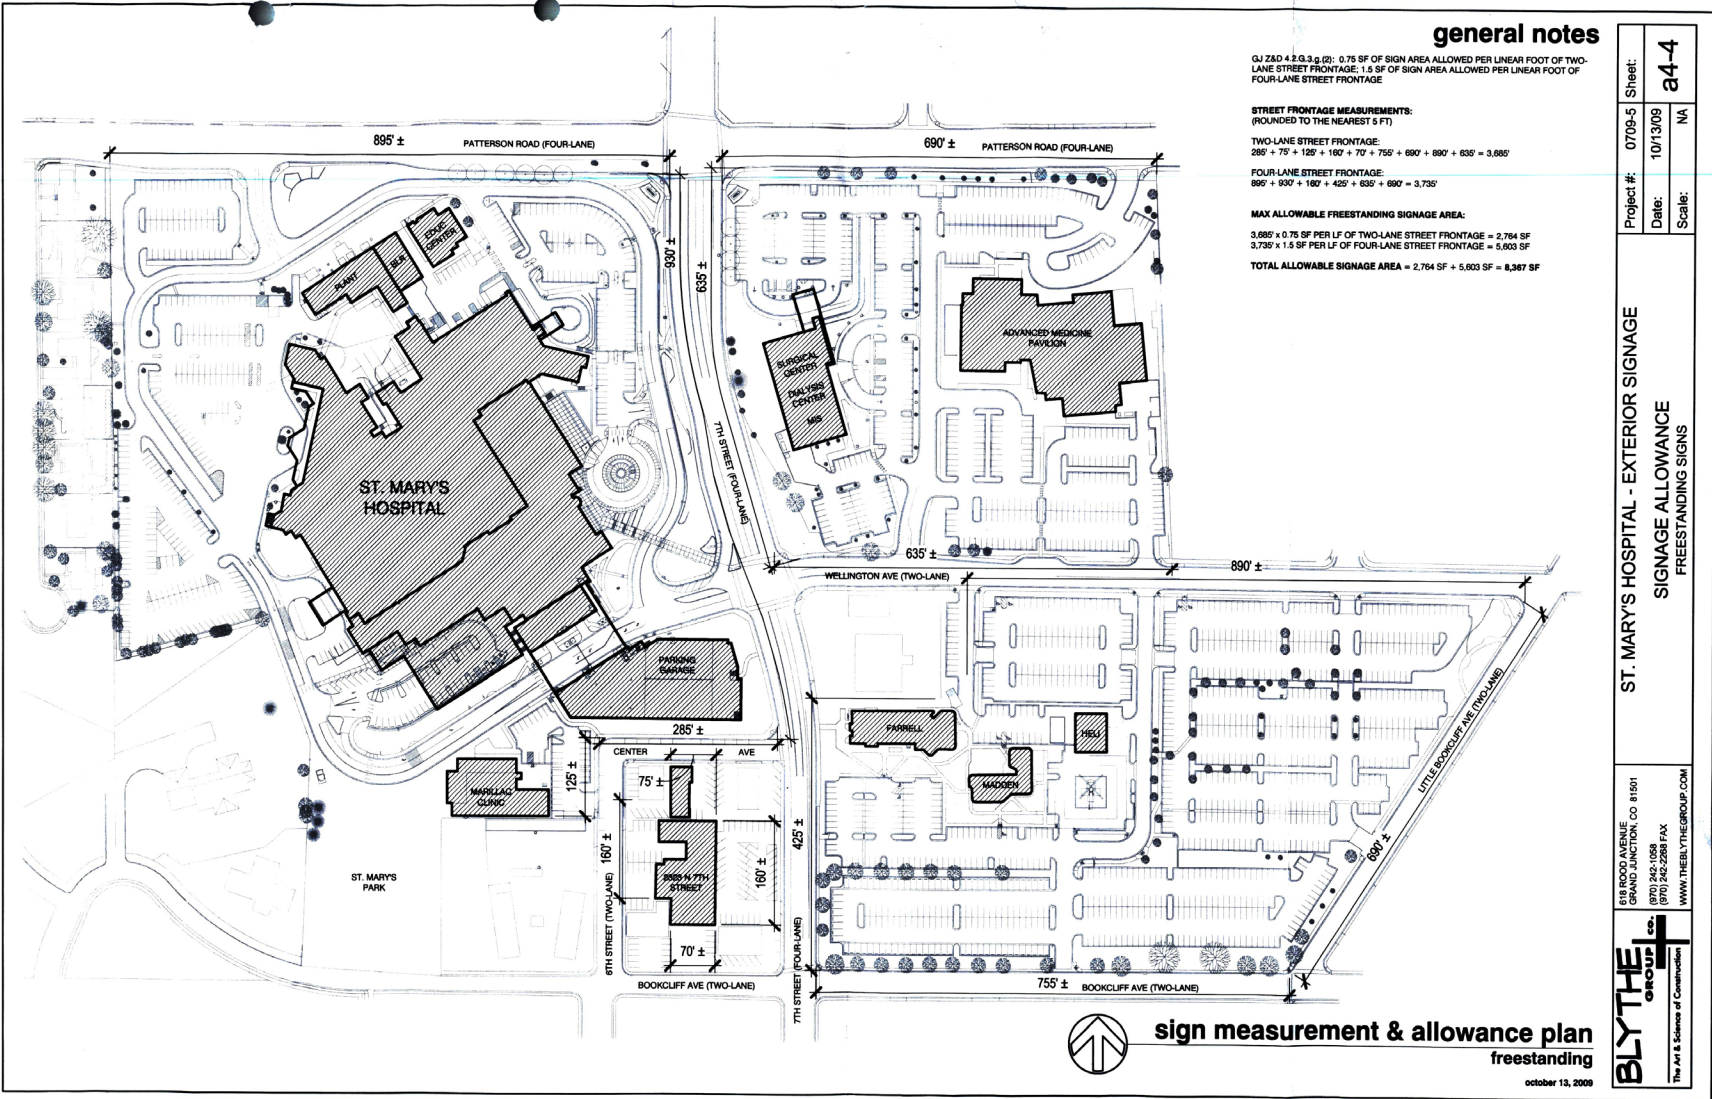 general notes
GJ Z&D 4.2.G.3.g.(2): 0.75 SF OF SIGN AREA ALLOWED PER LINEAR FOOT OF TWO-
LANE STREET FRONTAGE; 1.5 SF OF SIGN AREA ALLOWED PER LINEAR FOOT OF
FOUR-LANE STREET FRONTAGE
STREET FRONTAGE MEASUREMENTS:
(ROUNDED TO THE NEAREST 5 FT)
TWO-LANE STREET FRONTAGE:
285' + 75' + 125' + 160' + 70' + 755' + 690' + 890' + 635' = 3,685'
FOUR-LANE STREET FRONTAGE:
895' + 930' + 160' + 425' + 635' + 690' = 3,735'
MAX ALLOWABLE FREESTANDING SIGNAGE AREA:
3,685' x 0.75 SF PER LF OF TWO-LANE STREET FRONTAGE = 2,764 SF
3,735' x 1.5 SF PER LF OF FOUR-LANE STREET FRONTAGE = 5,603 SF
TOTAL ALLOWABLE SIGNAGE AREA = 2,764 SF + 5,603 SF = 8,367 SF
895' ±
PATTERSON ROAD (FOUR-LANE)
690' ±
PATTERSON ROAD (FOUR-LANE)
930' ±
635' ±
EDUC.
CENTER
BLR
PLANT
SURGICAL
CENTER
DIALYSIS
CENTER
MIS
ADVANCED MEDICINE
PAVILION
7TH STREET (FOUR-LANE)
ST. MARY'S
HOSPITAL
635' ±
WELLINGTON AVE (TWO-LANE)
890' ±
PARKING
GARAGE
285' ±
CENTER AVE
FARRELL
HELI
MADDEN
LITTLE BOOKCLIFF AVE (TWO-LANE)
690' ±
MARILLAC
CLINIC
125' ±
75' ±
160' ±
425' ±
2525 N 7TH
STREET
160' ±
ST. MARY'S
PARK
6TH STREET (TWO-LANE)
70' ±
7TH STREET (FOUR-LANE)
BOOKCLIFF AVE (TWO-LANE)
755' ±
BOOKCLIFF AVE (TWO-LANE)
sign measurement & allowance plan
freestanding
october 13, 2009
Project #: 0709-5
Date: 10/13/09
Scale: NA
Sheet:
a4-4
ST. MARY'S HOSPITAL - EXTERIOR SIGNAGE
SIGNAGE ALLOWANCE
FREESTANDING SIGNS
618 ROOD AVENUE
GRAND JUNCTION, CO 81501
(970) 242-1058
(970) 242-2288 FAX
WWW.THEBLYTHEGROUP.COM
BLYTHE
GROUP
co.
The Art & Science of Construction